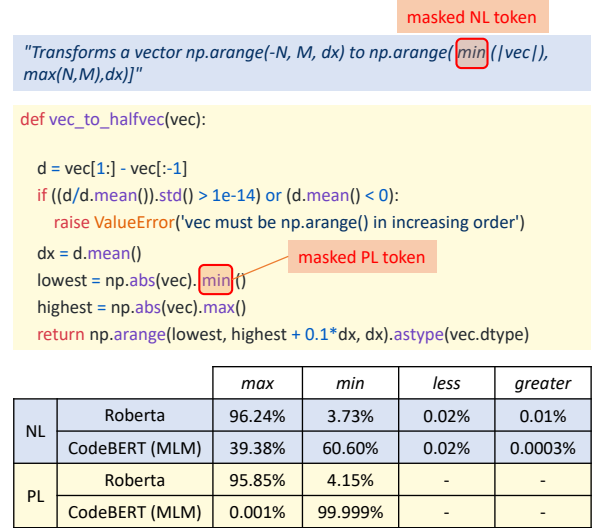 masked NL token
"Transforms a vector np.arange(-N, M, dx) to np.arange( min (|vec|),
max(N,M),dx)]"
def vec_to_halfvec(vec):
d = vec[1:] - vec[:-1]
if ((d/d.mean()).std() > 1e-14) or (d.mean() < 0):
raise ValueError('vec must be np.arange() in increasing order')
dx = d.mean()
masked PL token
lowest = np.abs(vec).min()
highest = np.abs(vec).max()
return np.arange(lowest, highest + 0.1*dx, dx).astype(vec.dtype)
max min less greater
NL Roberta 96.24% 3.73% 0.02% 0.01%
CodeBERT (MLM) 39.38% 60.60% 0.02% 0.0003%
PL Roberta 95.85% 4.15% - -
CodeBERT (MLM) 0.001% 99.999% - -